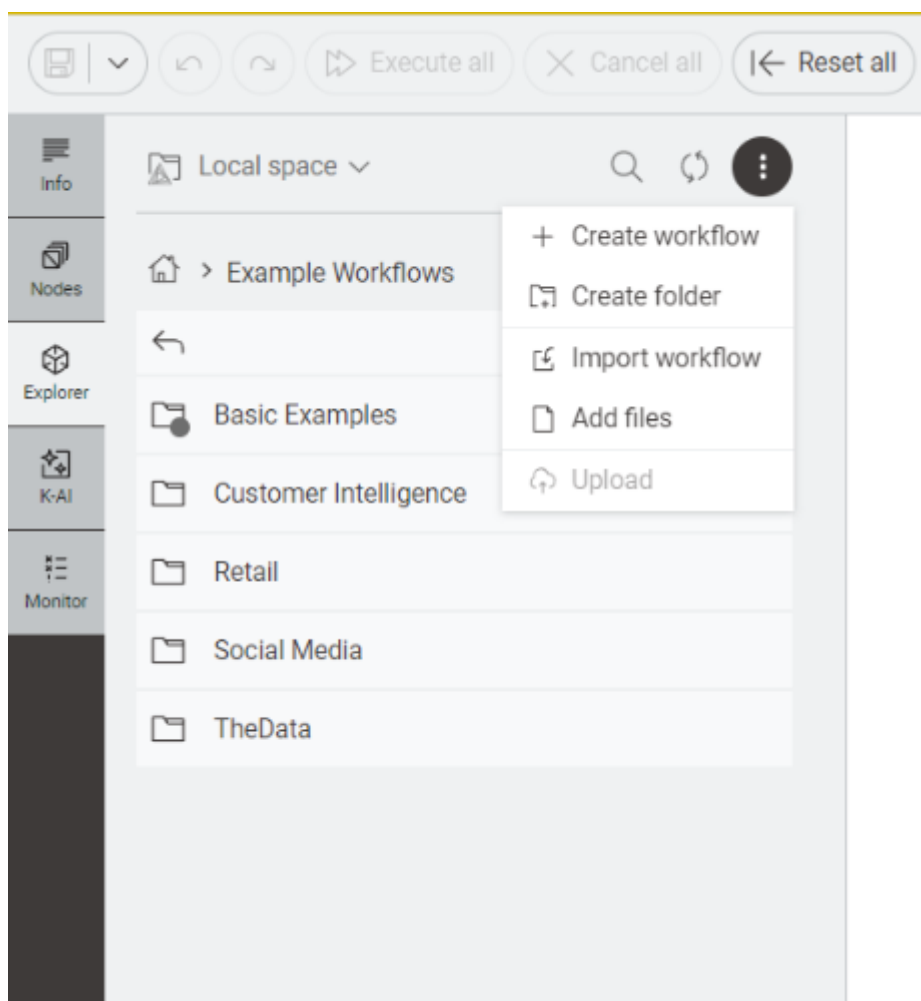 Execute all
Cancel all
Reset all
Info
Local space
Create workflow
Nodes
Example Workflows
Create folder
Import workflow
Explorer
Basic Examples
Add files
K-AI
Customer Intelligence
Upload
Monitor
Retail
Social Media
TheData